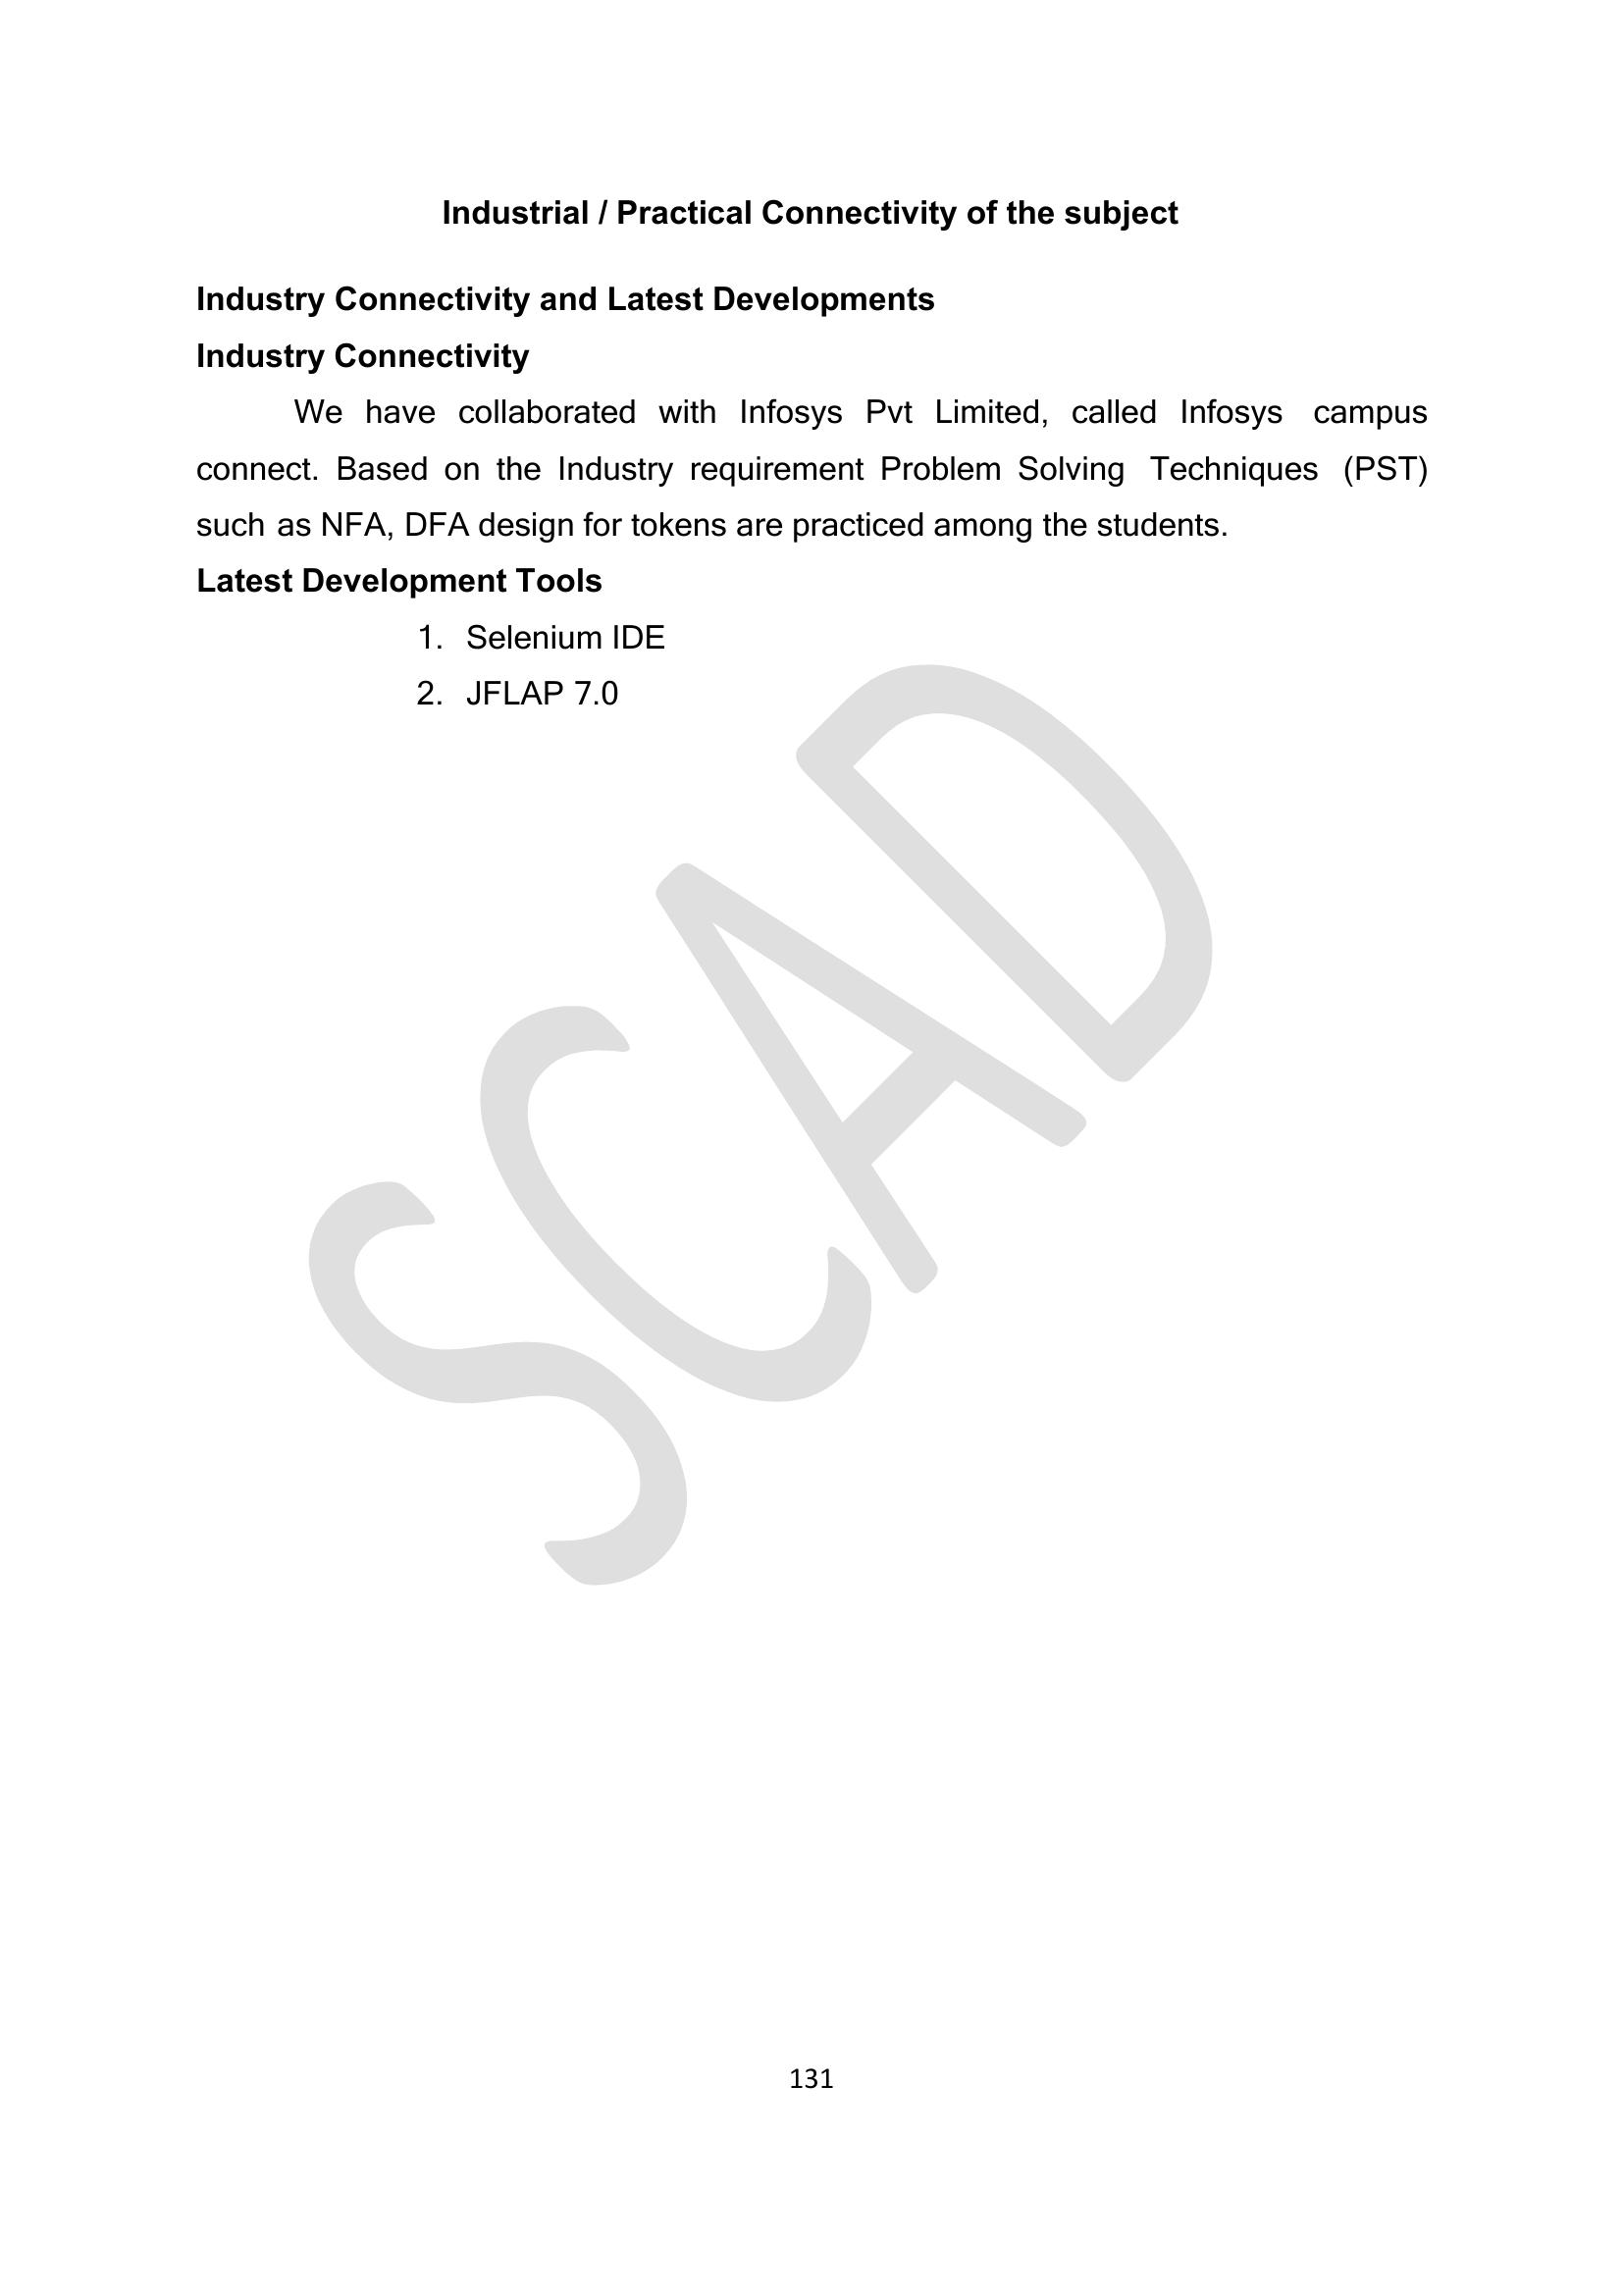 Industrial / Practical Connectivity of the subject
Industry Connectivity and Latest Developments
Industry Connectivity
We have collaborated with Infosys Pvt Limited, called Infosys campus
connect. Based on the Industry requirement Problem Solving Techniques (PST)
such as NFA, DFA design for tokens are practiced among the students.
Latest Development Tools
1. Selenium IDE
2. JFLAP 7.0
SCAD
131